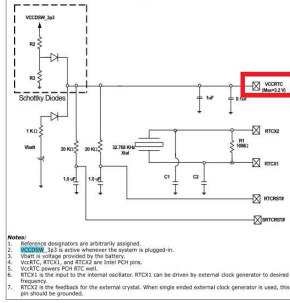 VCCDSW_3p3
R2
R3
Schottky Diodes
VCCRTC
(Max=3.2 V)
1uF
0.1uF
1 KΩ
Vbatt
20 KΩ
20 KΩ
32.768 KHz
Xtal
R1
10MΩ
RTCX2
RTCX1
1.0 uF
1.0 uF
C1
C2
RTCRST#
SRTCRST#
Notes:
1. Reference designators are arbitrarily assigned.
2. VCCDSW_3p3 is active whenever the system is plugged-in.
3. Vbatt is voltage provided by the battery.
4. VccRTC, RTCX1, and RTCX2 are Intel PCH pins.
5. VccRTC powers PCH RTC well.
6. RTCX1 is the input to the internal oscillator. RTCX1 can be driven by external clock generator to desired
frequency.
7. RTCX2 is the feedback for the external crystal. When single ended external clock generator is used, this
pin should be grounded.